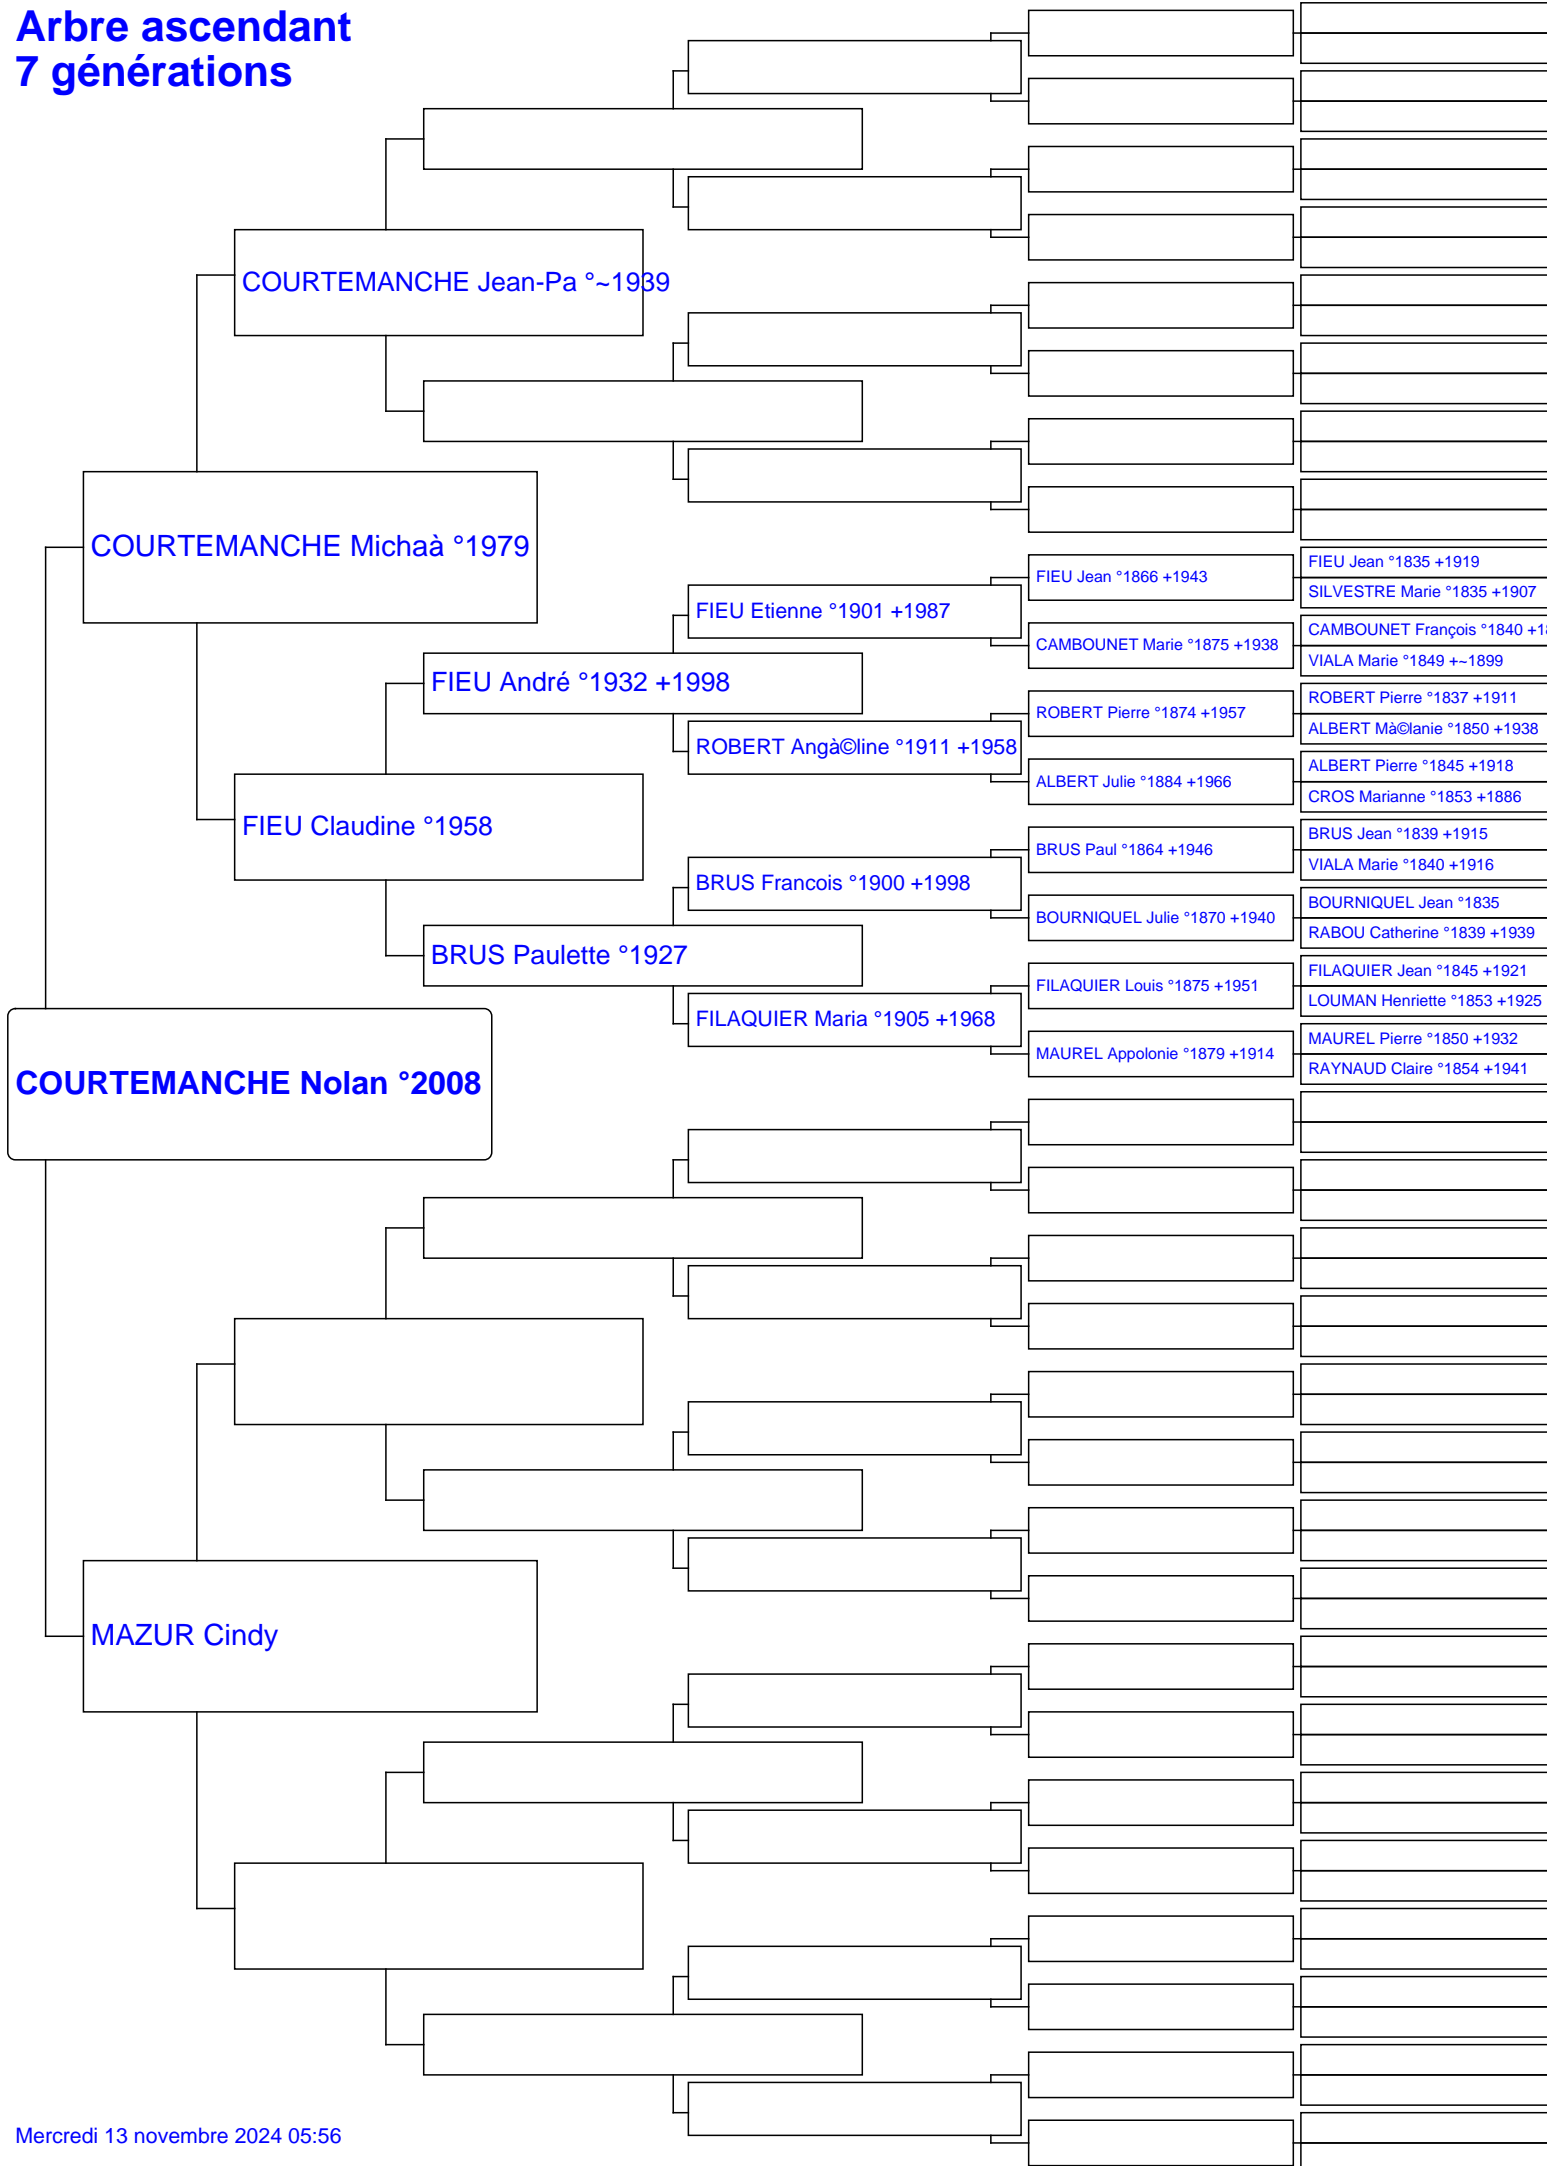 Arbre ascendant
7 générations
COURTEMANCHE Jean-Pa °~1939
COURTEMANCHE Michaà °1979
FIEU Jean °1835 +1919
FIEU Jean °1866 +1943
SILVESTRE Marie °1835 +1907
FIEU Etienne °1901 +1987
CAMBOUNET François °1840 +18
CAMBOUNET Marie °1875 +1938
VIALA Marie °1849 +~1899
FIEU André °1932 +1998
ROBERT Pierre °1837 +1911
ROBERT Pierre °1874 +1957
ALBERT Mà©lanie °1850 +1938
ROBERT Angà©line °1911 +1958
ALBERT Pierre °1845 +1918
ALBERT Julie °1884 +1966
CROS Marianne °1853 +1886
FIEU Claudine °1958
BRUS Jean °1839 +1915
BRUS Paul °1864 +1946
VIALA Marie °1840 +1916
BRUS Francois °1900 +1998
BOURNIQUEL Jean °1835
BOURNIQUEL Julie °1870 +1940
RABOU Catherine °1839 +1939
BRUS Paulette °1927
FILAQUIER Jean °1845 +1921
FILAQUIER Louis °1875 +1951
LOUMAN Henriette °1853 +1925
FILAQUIER Maria °1905 +1968
MAUREL Pierre °1850 +1932
MAUREL Appolonie °1879 +1914
RAYNAUD Claire °1854 +1941
COURTEMANCHE Nolan °2008
MAZUR Cindy
Mercredi 13 novembre 2024 05:56